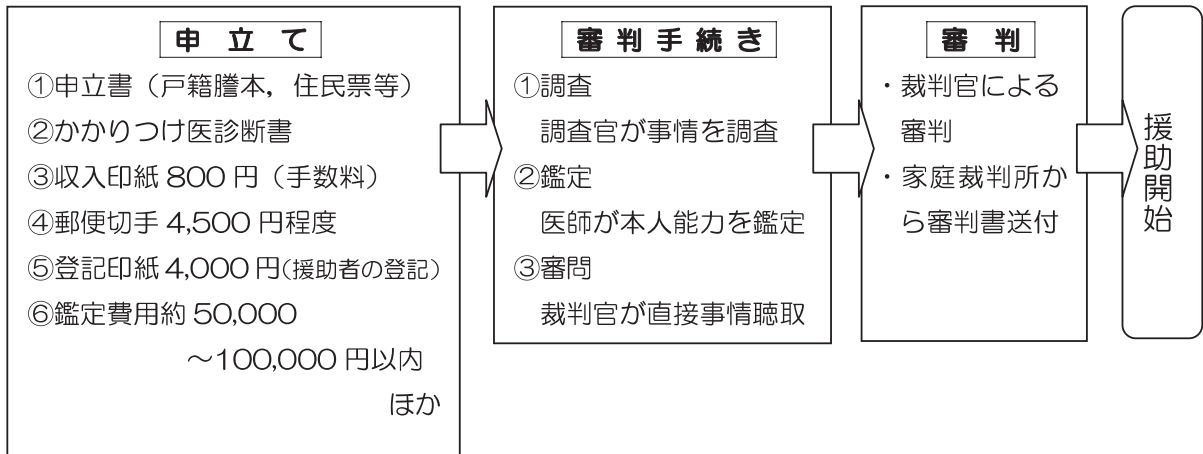 申 立 て
①申立書（戸籍謄本，住民票等）
②かかりつけ医診断書
③収入印紙 800 円（手数料）
④郵便切手 4,500 円程度
⑤登記印紙 4,000 円(援助者の登記)
⑥鑑定費用約 50,000
～100,000 円以内
ほか
審 判 手 続 き
①調査
調査官が事情を調査
②鑑定
医師が本人能力を鑑定
③審問
裁判官が直接事情聴取
審 判
・裁判官による
審判
・家庭裁判所か
ら審判書送付
援助開始